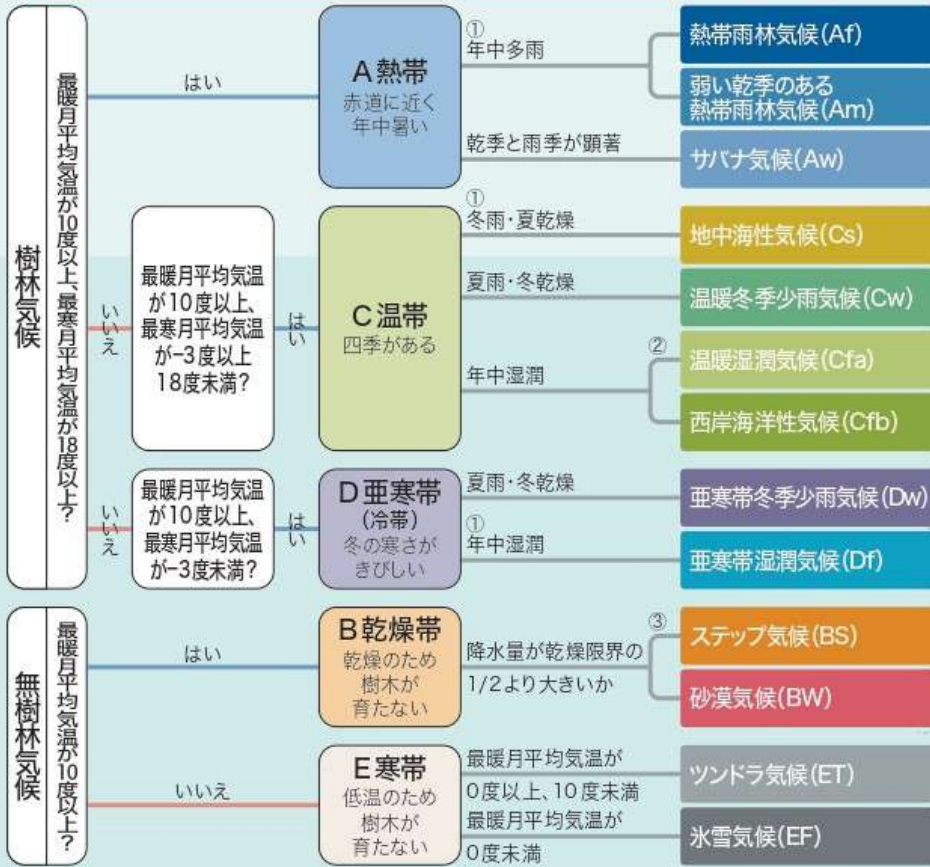 樹林気候
最暖月平均気温が10度以上、最寒月平均気温が18度以上?
はい
A 熱帯
赤道に近く
年中暑い
①
年中多雨
熱帯雨林気候(Af)
弱い乾季のある
熱帯雨林気候(Am)
乾季と雨季が顕著
サバナ気候(Aw)
いいえ
最暖月平均気温
が10度以上、
最寒月平均気温
が−3度以上
18度未満?
はい
C 温帯
四季がある
①
冬雨・夏乾燥
地中海性気候(Cs)
夏雨・冬乾燥
温暖冬季少雨気候(Cw)
年中湿潤
②
温暖湿潤気候(Cfa)
西岸海洋性気候(Cfb)
いいえ
最暖月平均気温
が10度以上、
最寒月平均気温
が−3度未満?
はい
D 亜寒帯
(冷帯)
冬の寒さが
きびしい
夏雨・冬乾燥
亜寒帯冬季少雨気候(Dw)
①
年中湿潤
亜寒帯湿潤気候(Df)
無樹林気候
最暖月平均気温が10度以上?
はい
B 乾燥帯
乾燥のため
樹木が
育たない
降水量が乾燥限界の
1/2より大きいか
③
ステップ気候(BS)
砂漠気候(BW)
いいえ
E 寒帯
低温のため
樹木が
育たない
最暖月平均気温が
0度以上、10度未満
ツンドラ気候(ET)
最暖月平均気温が
0度未満
氷雪気候(EF)